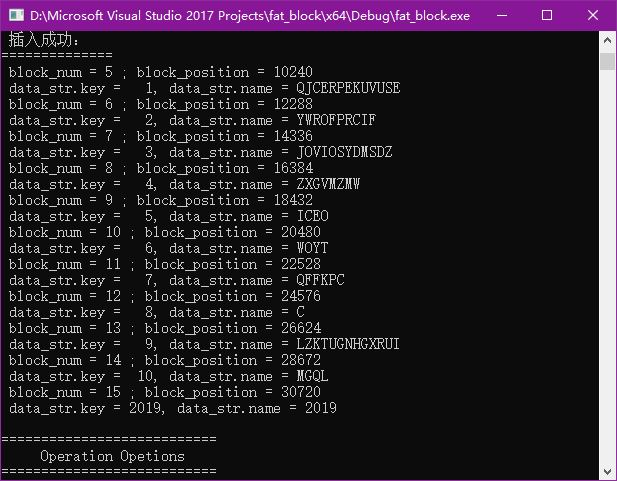 D:\Microsoft Visual Studio 2017 Projects\fat_block\x64\Debug\fat_block.exe
插入成功:
==============
block_num = 5 ; block_position = 10240
data_str.key =   1, data_str.name = QJCERPEKUVUSE
block_num = 6 ; block_position = 12288
data_str.key =   2, data_str.name = YWROFPRCIF
block_num = 7 ; block_position = 14336
data_str.key =   3, data_str.name = JOVIOSYDMSDZ
block_num = 8 ; block_position = 16384
data_str.key =   4, data_str.name = ZXGVMZMW
block_num = 9 ; block_position = 18432
data_str.key =   5, data_str.name = ICEO
block_num = 10 ; block_position = 20480
data_str.key =   6, data_str.name = WOYT
block_num = 11 ; block_position = 22528
data_str.key =   7, data_str.name = QFFKPC
block_num = 12 ; block_position = 24576
data_str.key =   8, data_str.name = C
block_num = 13 ; block_position = 26624
data_str.key =   9, data_str.name = LZKTUGNHGXRUI
block_num = 14 ; block_position = 28672
data_str.key =  10, data_str.name = MGQL
block_num = 15 ; block_position = 30720
data_str.key = 2019, data_str.name = 2019
===========================
Operation Opetions
===========================